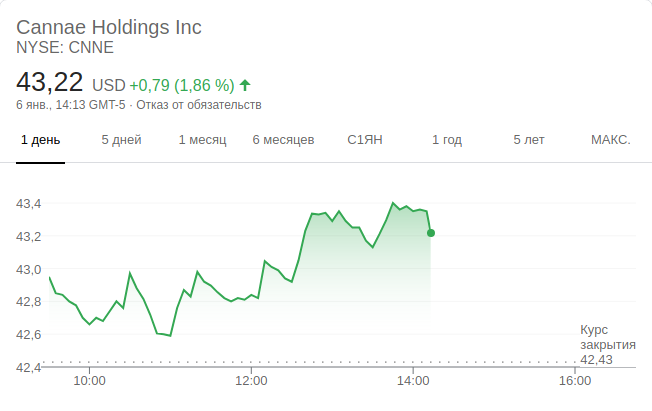 Cannae Holdings Inc
NYSE: CNNE
43,22 USD +0,79 (1,86 %)
6 янв., 14:13 GMT-5 · Отказ от обязательств
1 день 5 дней 1 месяц 6 месяцев С1ЯН 1 год 5 лет МАКС.
43,4
43,2
43,0
42,8
42,6
42,4
Курс
закрытия
42,43
10:00 12:00 14:00 16:00